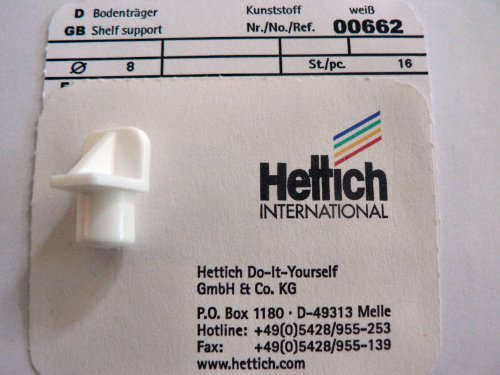 D Bodenträger Kunststoff weiß
GB Shelf support Nr./No./Ref. 00662
Ø 8 St./pc. 16
Hettich
INTERNATIONAL
Hettich Do-It-Yourself
GmbH & Co. KG
P.O. Box 1180 · D-49313 Melle
Hotline: +49(0)5428/955-253
Fax: +49(0)5428/955-139
www.hettich.com